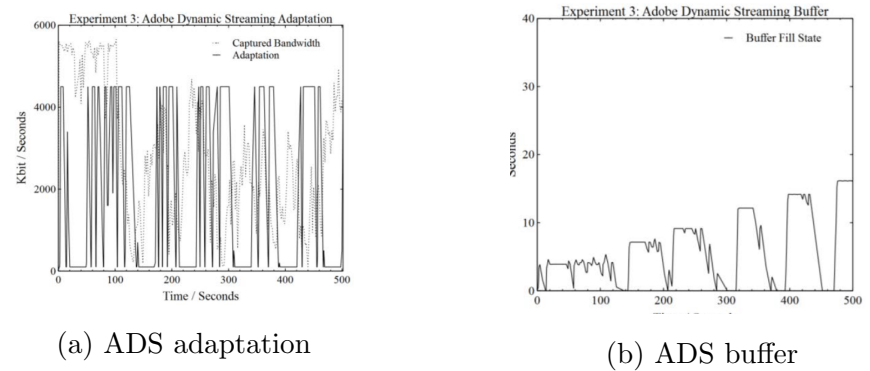 Experiment 3: Adobe Dynamic Streaming Adaptation
Captured Bandwidth
Adaptation
6000
4000
2000
0
Kbit / Seconds
0 100 200 300 400 500
Time / Seconds
(a) ADS adaptation
Experiment 3: Adobe Dynamic Streaming Buffer
Buffer Fill State
40
30
20
10
0
Seconds
0 100 200 300 400 500
(b) ADS buffer